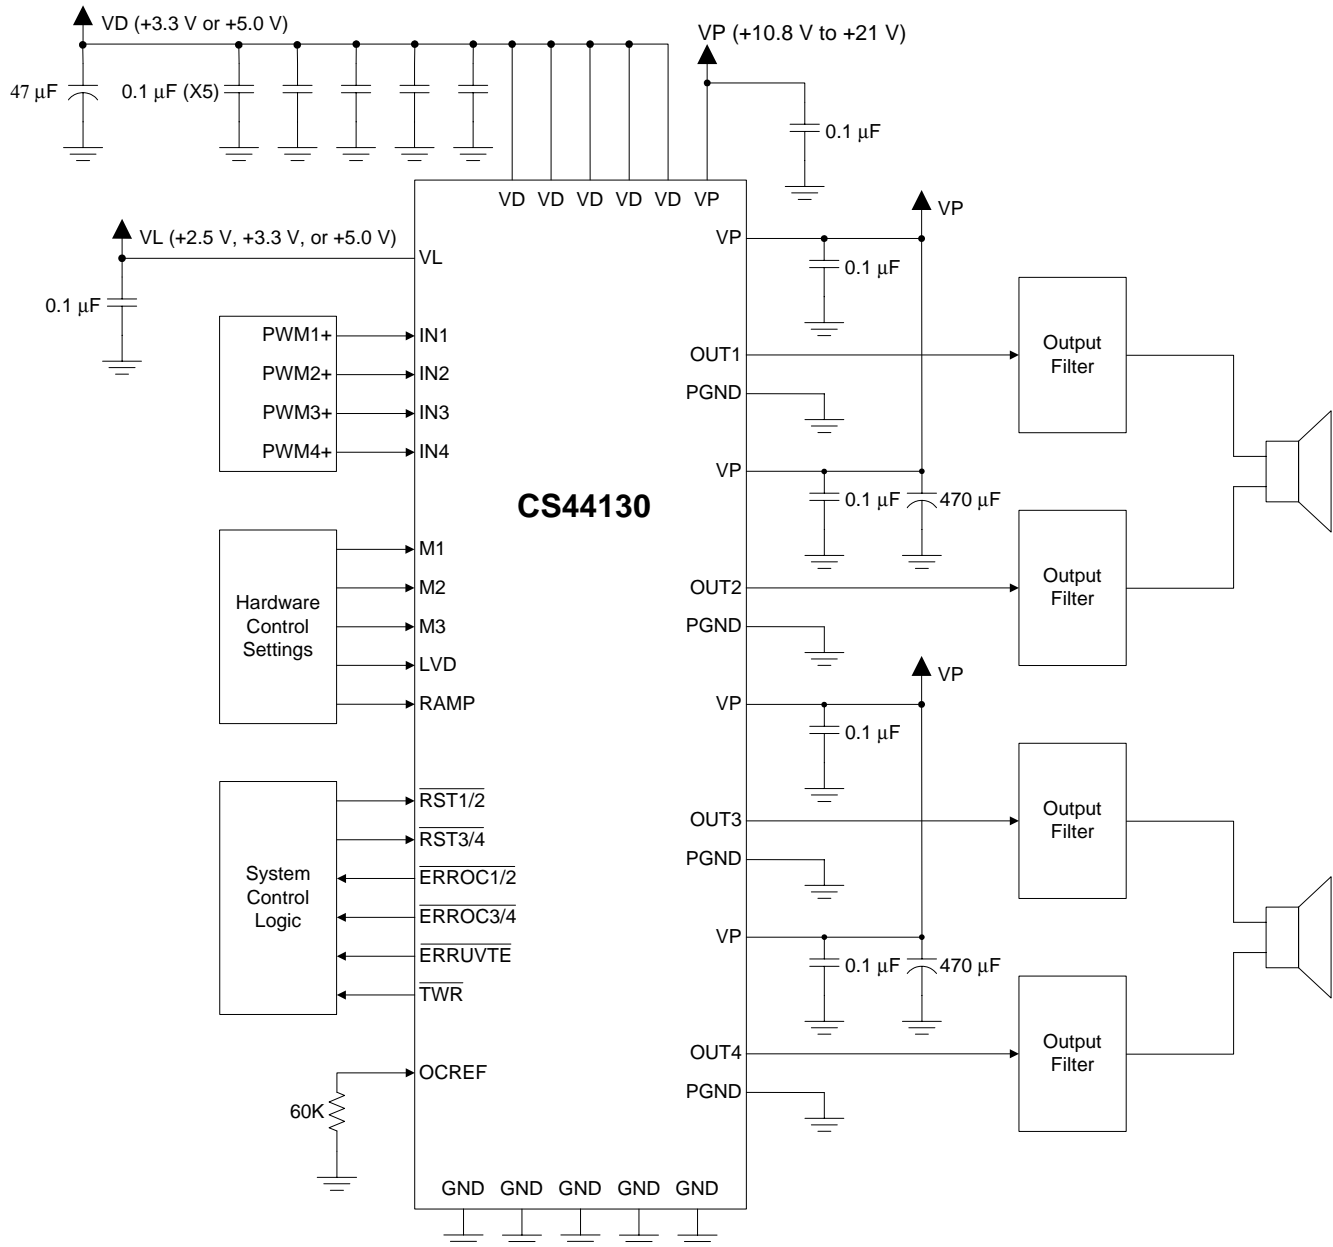 VD (+3.3 V or +5.0 V)
VP (+10.8 V to +21 V)
47 µF
0.1 µF (X5)
0.1 µF
VD VD VD VD VD VP
VP
VP
VL (+2.5 V, +3.3 V, or +5.0 V)
VL
0.1 µF
0.1 µF
PWM1+
IN1
PWM2+
IN2
PWM3+
IN3
PWM4+
IN4
OUT1
Output
Filter
PGND
VP
0.1 µF
470 µF
CS44130
Hardware
Control
Settings
M1
M2
M3
LVD
RAMP
OUT2
Output
Filter
PGND
VP
VP
0.1 µF
System
Control
Logic
RST1/2
RST3/4
ERROC1/2
ERROC3/4
ERRUVTE
TWR
OUT3
Output
Filter
PGND
VP
0.1 µF
470 µF
OUT4
Output
Filter
PGND
OCREF
60K
GND GND GND GND GND